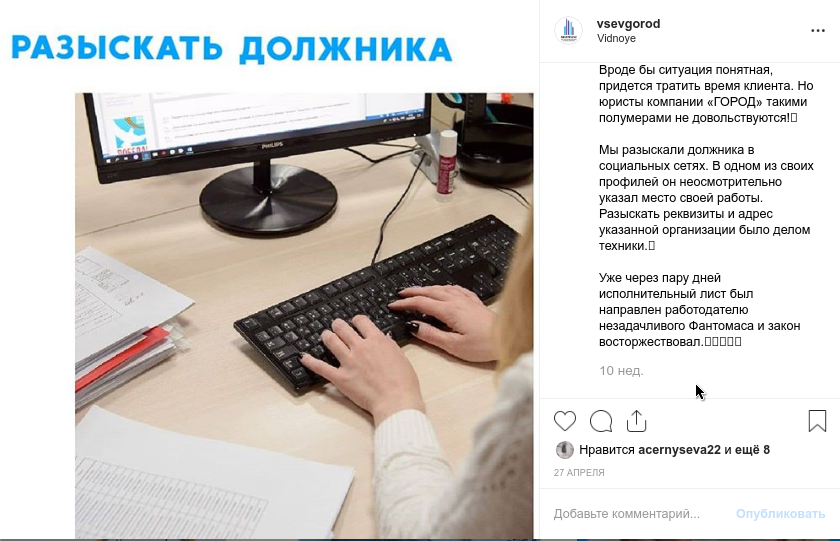 РАЗЫСКАТЬ ДОЛЖНИКА
PHILIPS
vsevgorod
Vidnoye
Вроде бы ситуация понятная,
придется тратить время клиента. Но
юристы компании «ГОРОД» такими
полумерами не довольствуются!
Мы разыскали должника в
социальных сетях. В одном из своих
профилей он неосмотрительно
указал место своей работы.
Разыскать реквизиты и адрес
указанной организации было делом
техники.
Уже через пару дней
исполнительный лист был
направлен работодателю
незадачливого Фантомаса и закон
восторжествовал.
10 нед.
Нравится acernyseva22 и ещё 8
27 АПРЕЛЯ
Добавьте комментарий...
Опубликовать